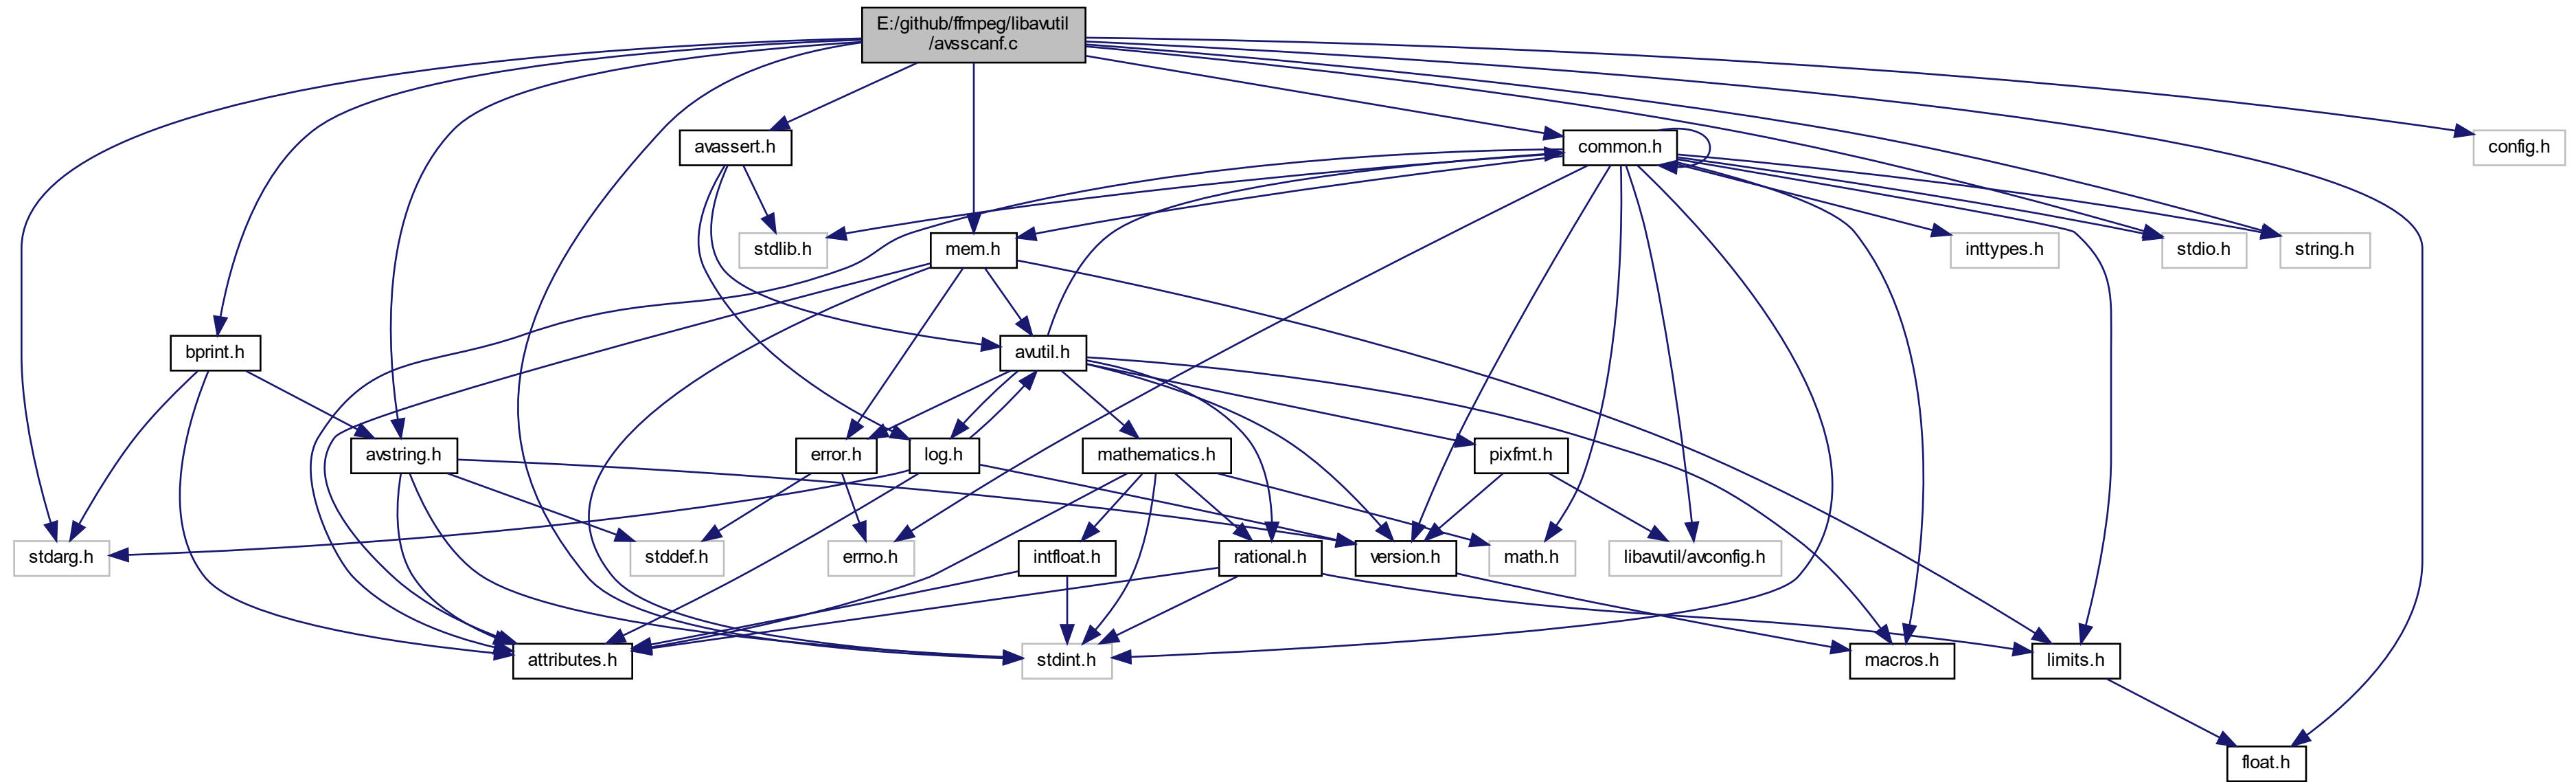 E:/github/ffmpeg/libavutil
/avsscanf.c
avassert.h
common.h
config.h
stdlib.h
mem.h
inttypes.h
stdio.h
string.h
bprint.h
avutil.h
avstring.h
error.h
log.h
mathematics.h
pixfmt.h
stdarg.h
stddef.h
errno.h
intfloat.h
rational.h
version.h
math.h
libavutil/avconfig.h
attributes.h
stdint.h
macros.h
limits.h
float.h